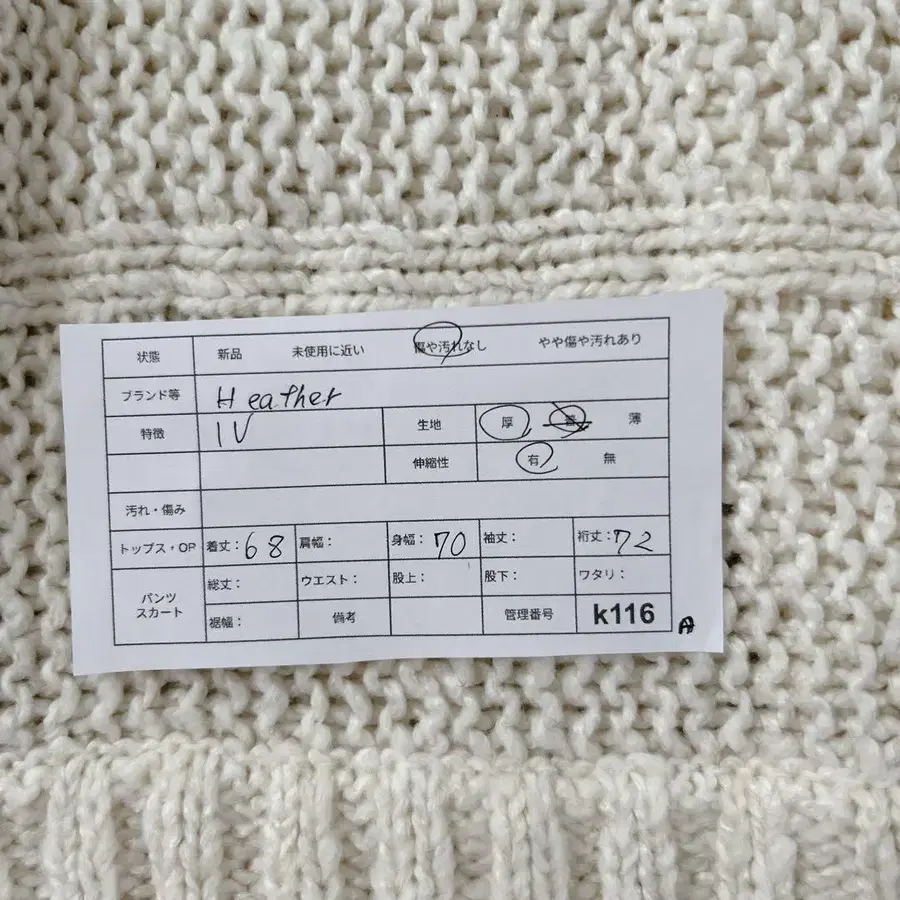 状態 新品 未使用に近い 傷や汚れなし やや傷や汚れあり
ブランド等 Heather
特徴 IV 生地 厚 普 薄
伸縮性 有 無
汚れ・傷み
トップス・OP 着丈:68 肩幅: 身幅:70 袖丈: 裄丈:72
パンツ スカート 総丈: ウエスト: 股上: 股下: ワタリ:
裾幅: 備考 管理番号 k116 A